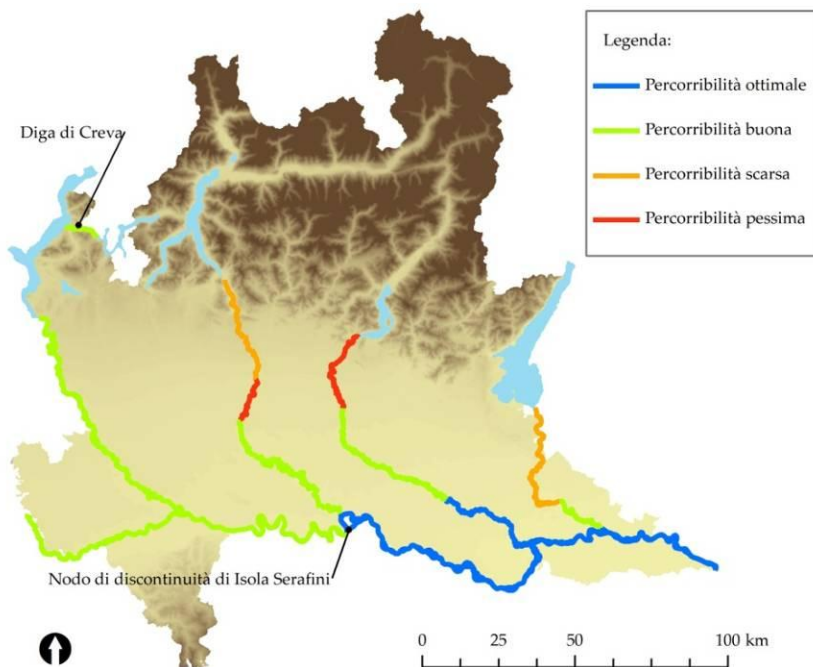 Legenda:
Percorribilità ottimale
Percorribilità buona
Percorribilità scarsa
Percorribilità pessima
Diga di Creva
Nodo di discontinuità di Isola Serafini
0 25 50 100 km